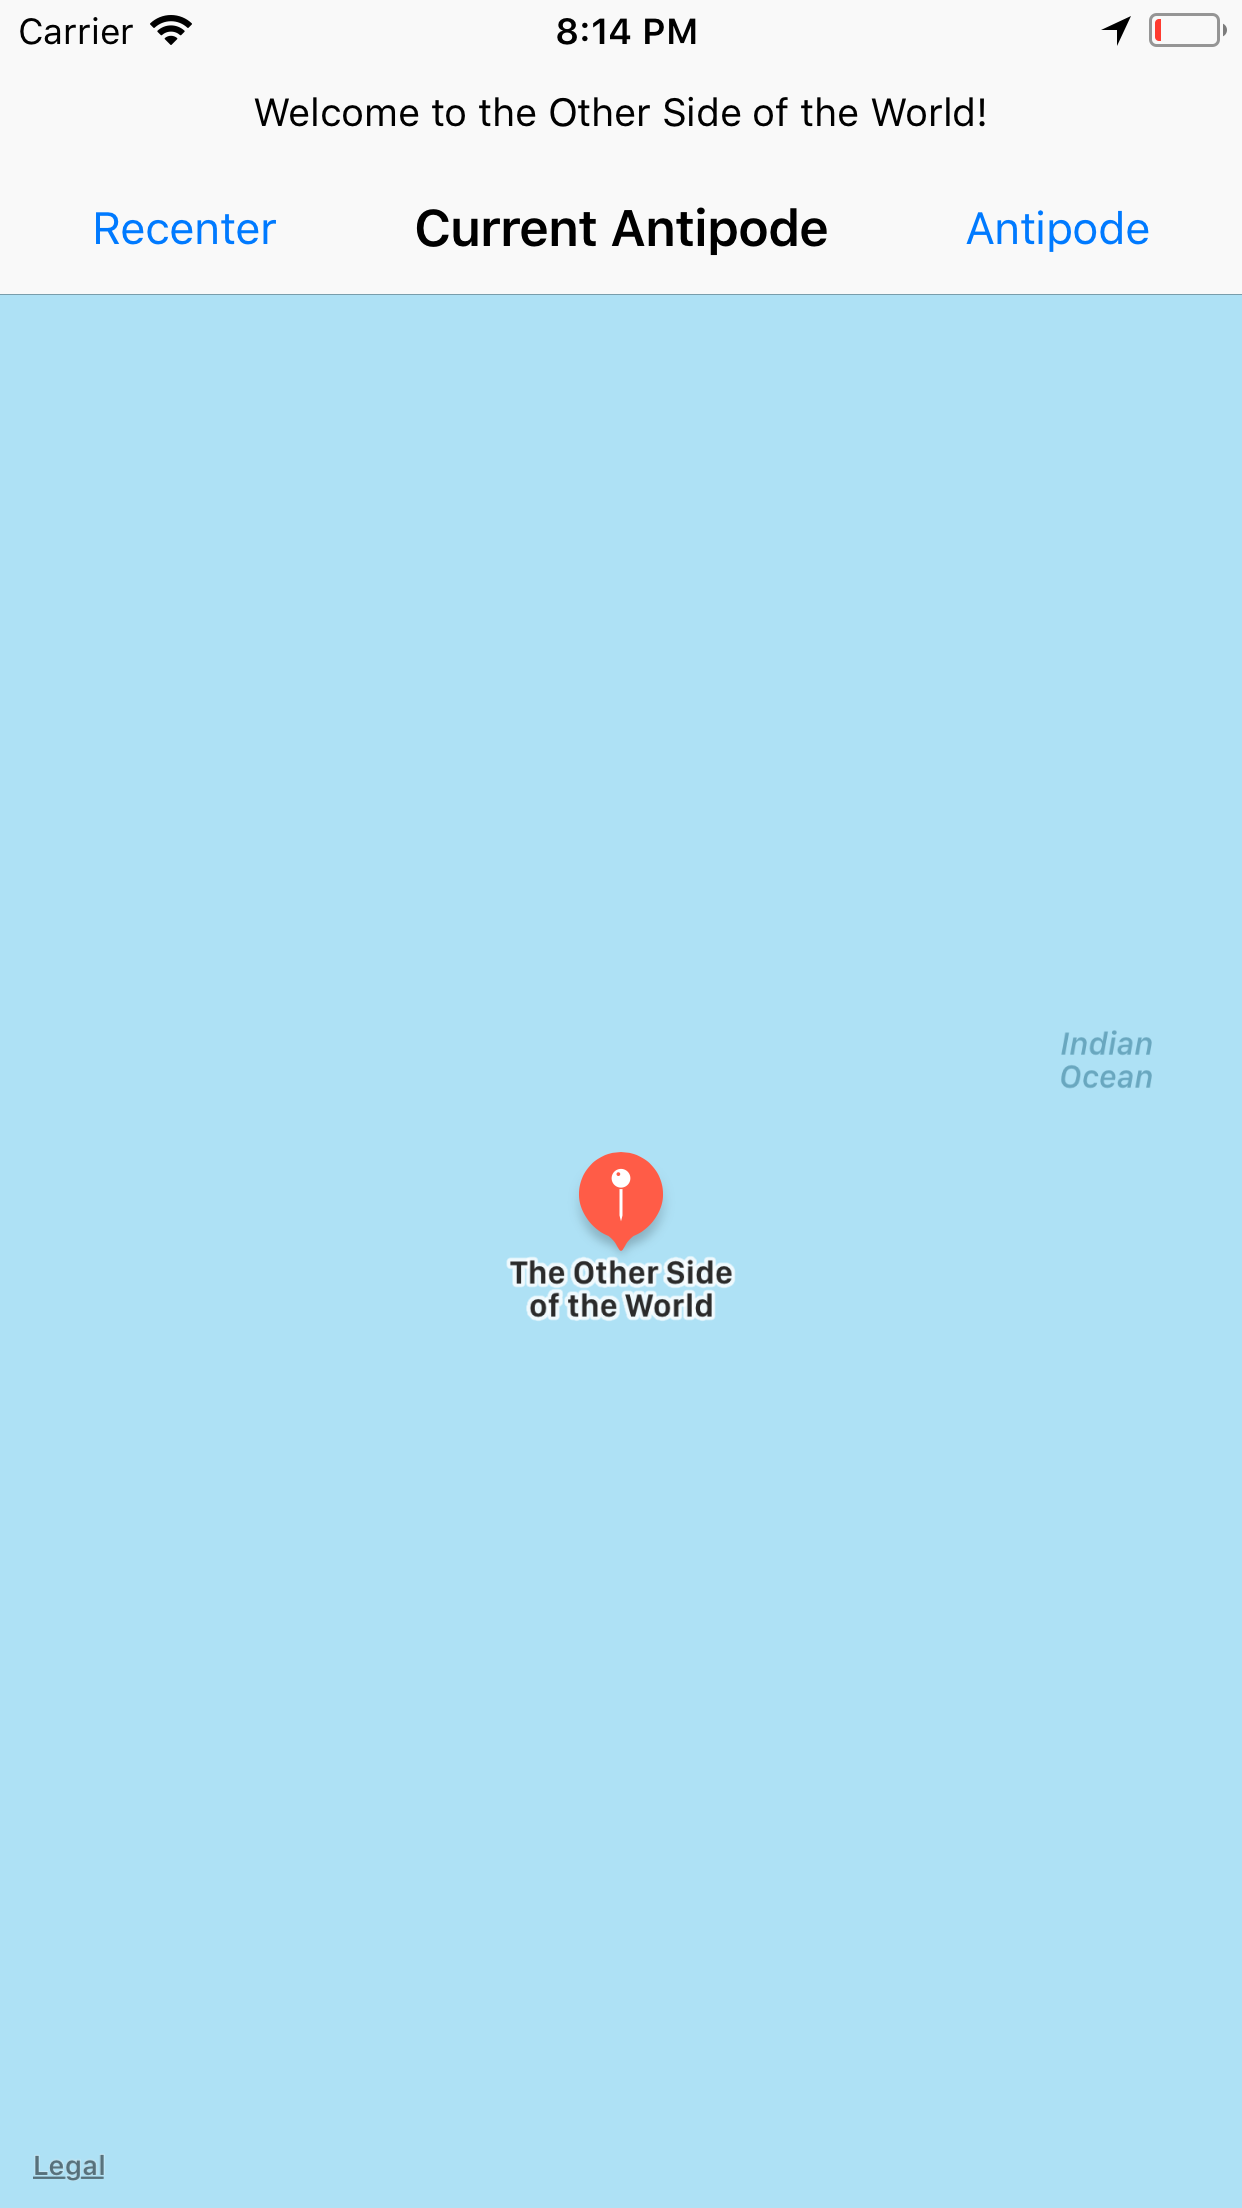 Carrier 8:14 PM
Welcome to the Other Side of the World!
Recenter Current Antipode Antipode
Indian
Ocean
The Other Side
of the World
Legal